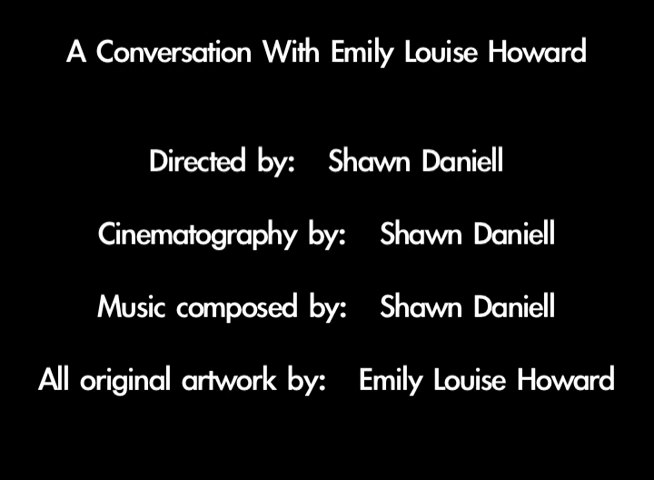 A Conversation With Emily Louise Howard
Directed by: Shawn Daniell
Cinematography by: Shawn Daniell
Music composed by: Shawn Daniell
All original artwork by: Emily Louise Howard